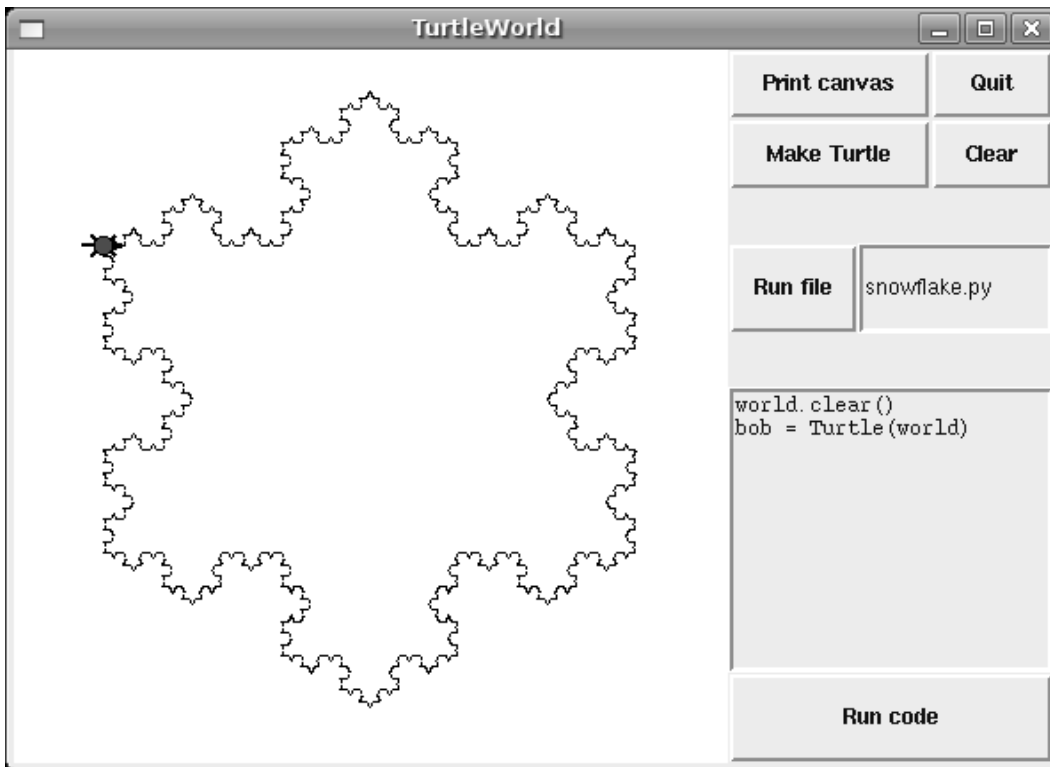 TurtleWorld
Print canvas
Quit
Make Turtle
Clear
Run file
snowflake.py
world.clear()
bob = Turtle(world)
Run code